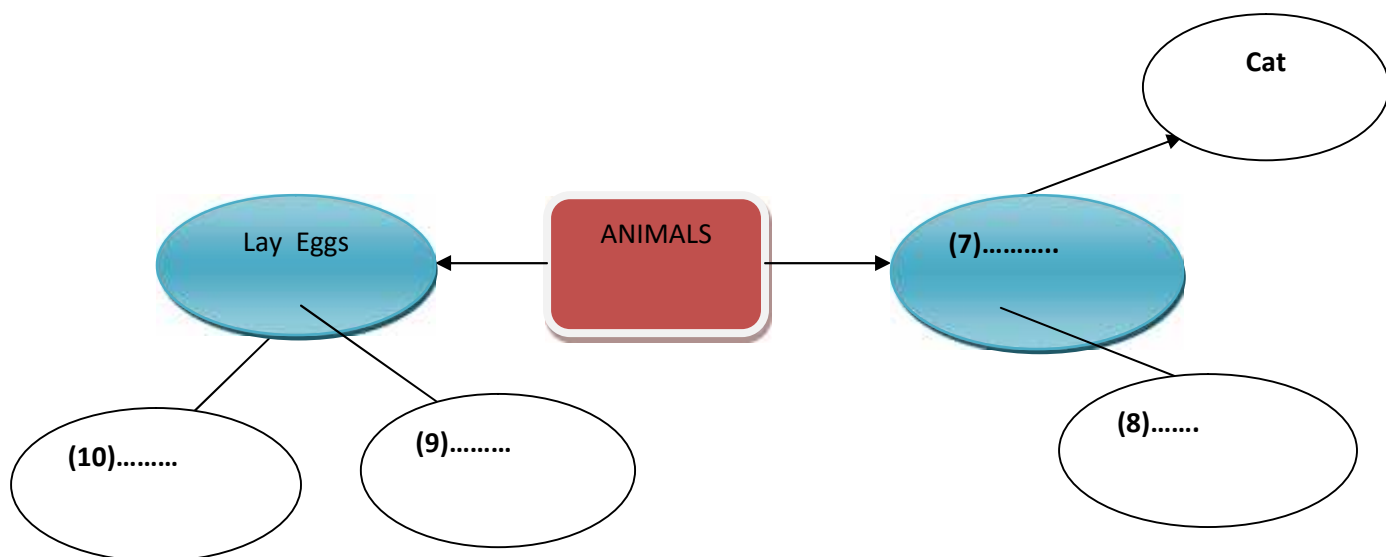 Cat
Lay Eggs
ANIMALS
(7)………..
(10)………
(9)………
(8)…….